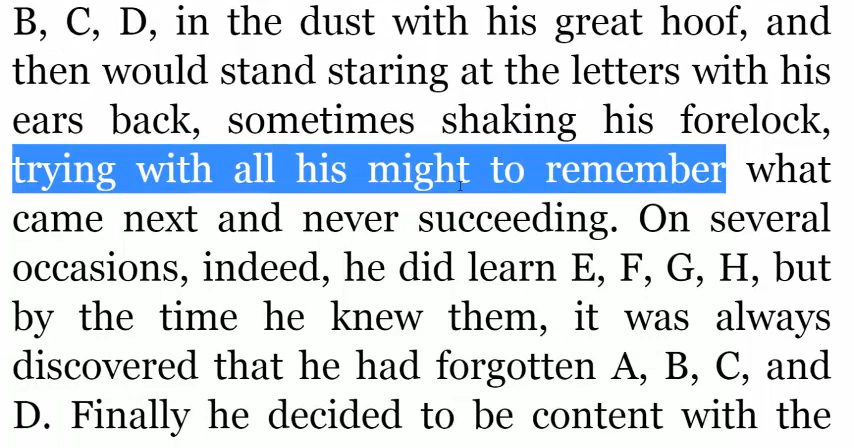 B, C, D, in the dust with his great hoof, and
then would stand staring at the letters with his
ears back, sometimes shaking his forelock,
trying with all his might to remember what
came next and never succeeding. On several
occasions, indeed, he did learn E, F, G, H, but
by the time he knew them, it was always
discovered that he had forgotten A, B, C, and
D. Finally he decided to be content with the